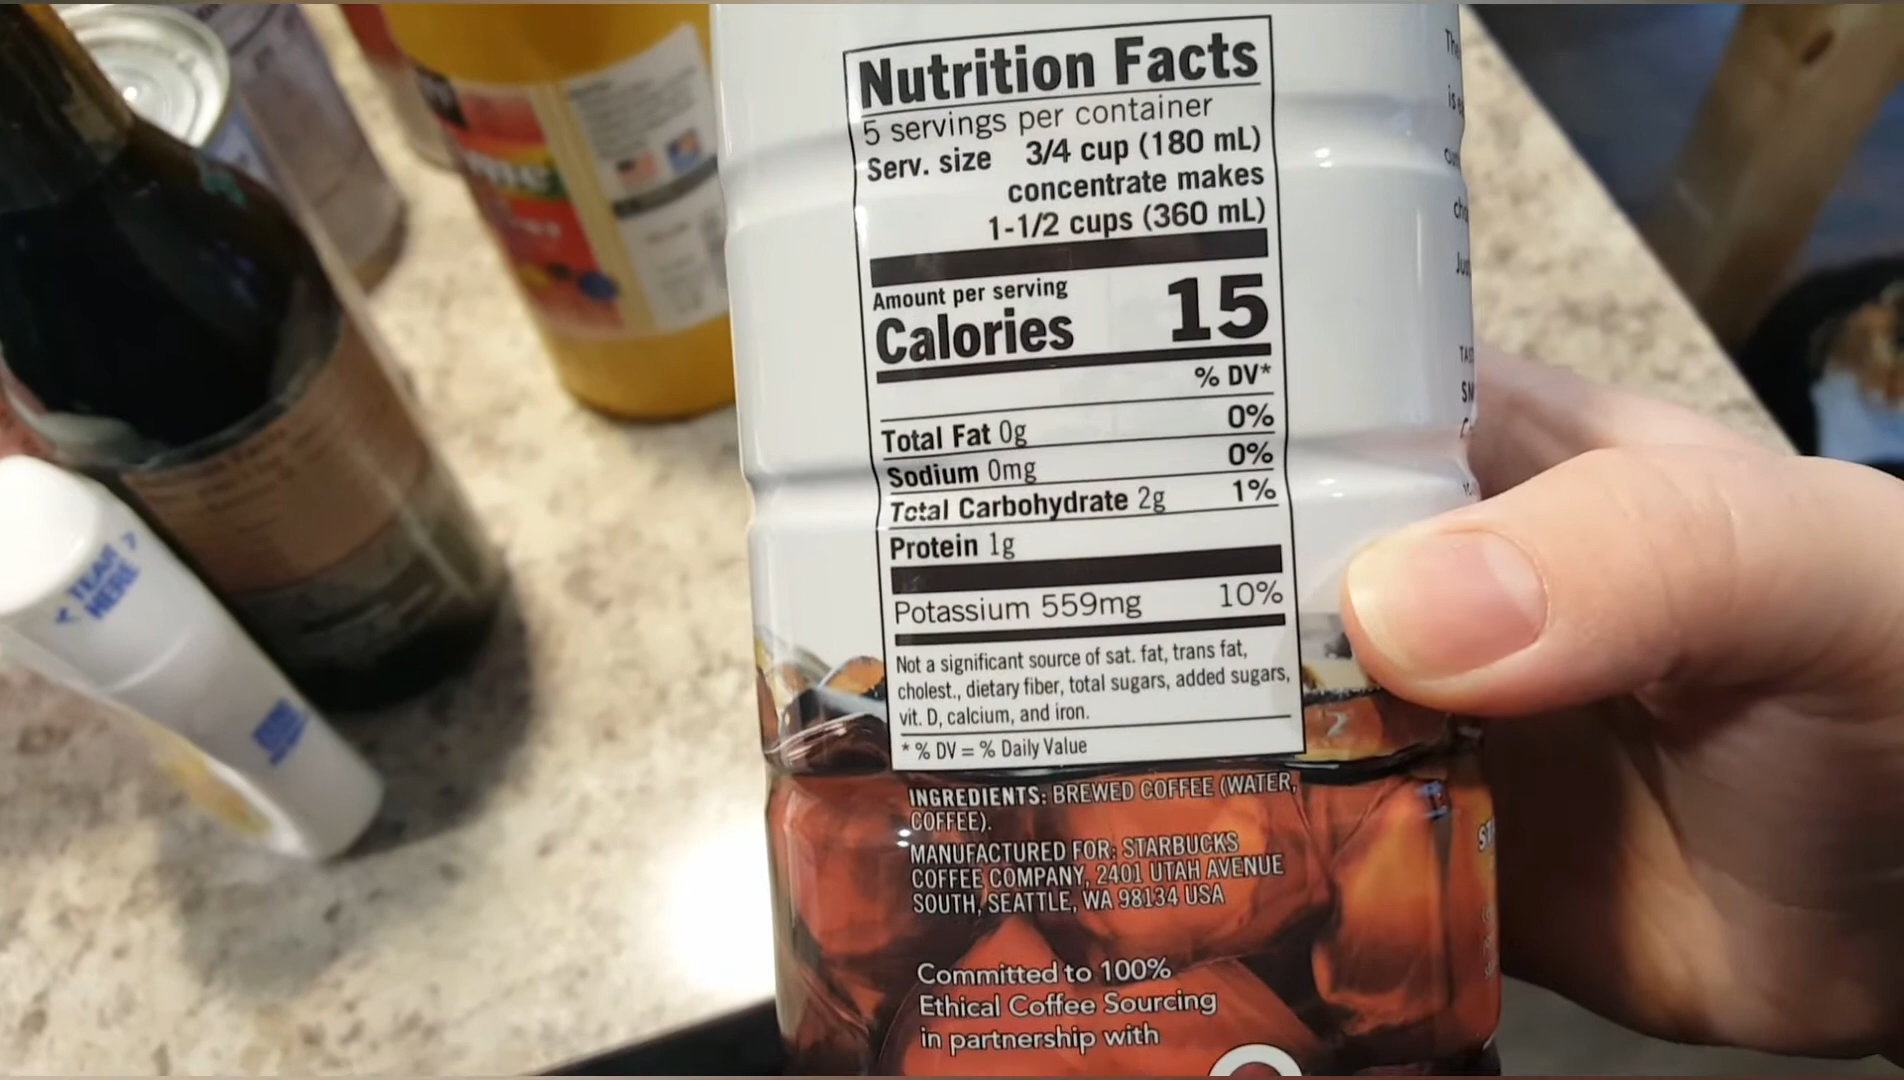 Nutrition Facts
5 servings per container
Serv. size 3/4 cup (180 mL)
concentrate makes
1-1/2 cups (360 mL)
Amount per serving
Calories 15
% DV*
Total Fat 0g 0%
Sodium 0mg 0%
Total Carbohydrate 2g 1%
Protein 1g
Potassium 559mg 10%
Not a significant source of sat. fat, trans fat,
cholest., dietary fiber, total sugars, added sugars,
vit. D, calcium, and iron.
* % DV = % Daily Value
INGREDIENTS: BREWED COFFEE (WATER,
COFFEE).
MANUFACTURED FOR: STARBUCKS
COFFEE COMPANY, 2401 UTAH AVENUE
SOUTH, SEATTLE, WA 98134 USA
Committed to 100%
Ethical Coffee Sourcing
in partnership with
< TEAR >
HERE